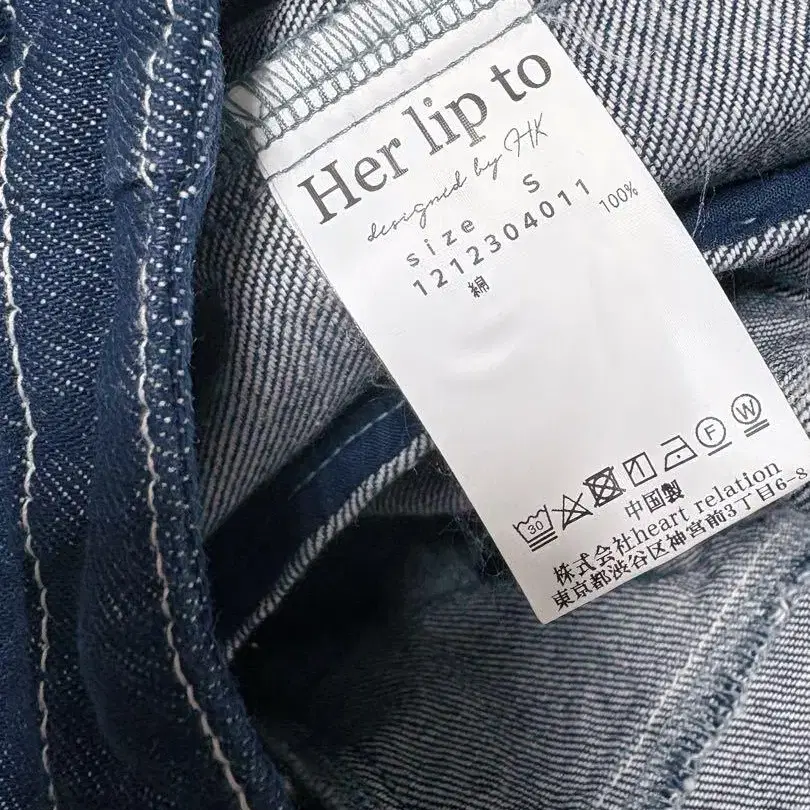 Her lip to
designed by HK
size S
1212304011
綿 100%
30 F W
中国製
株式会社heart relation
東京都渋谷区神宮前3丁目6-8